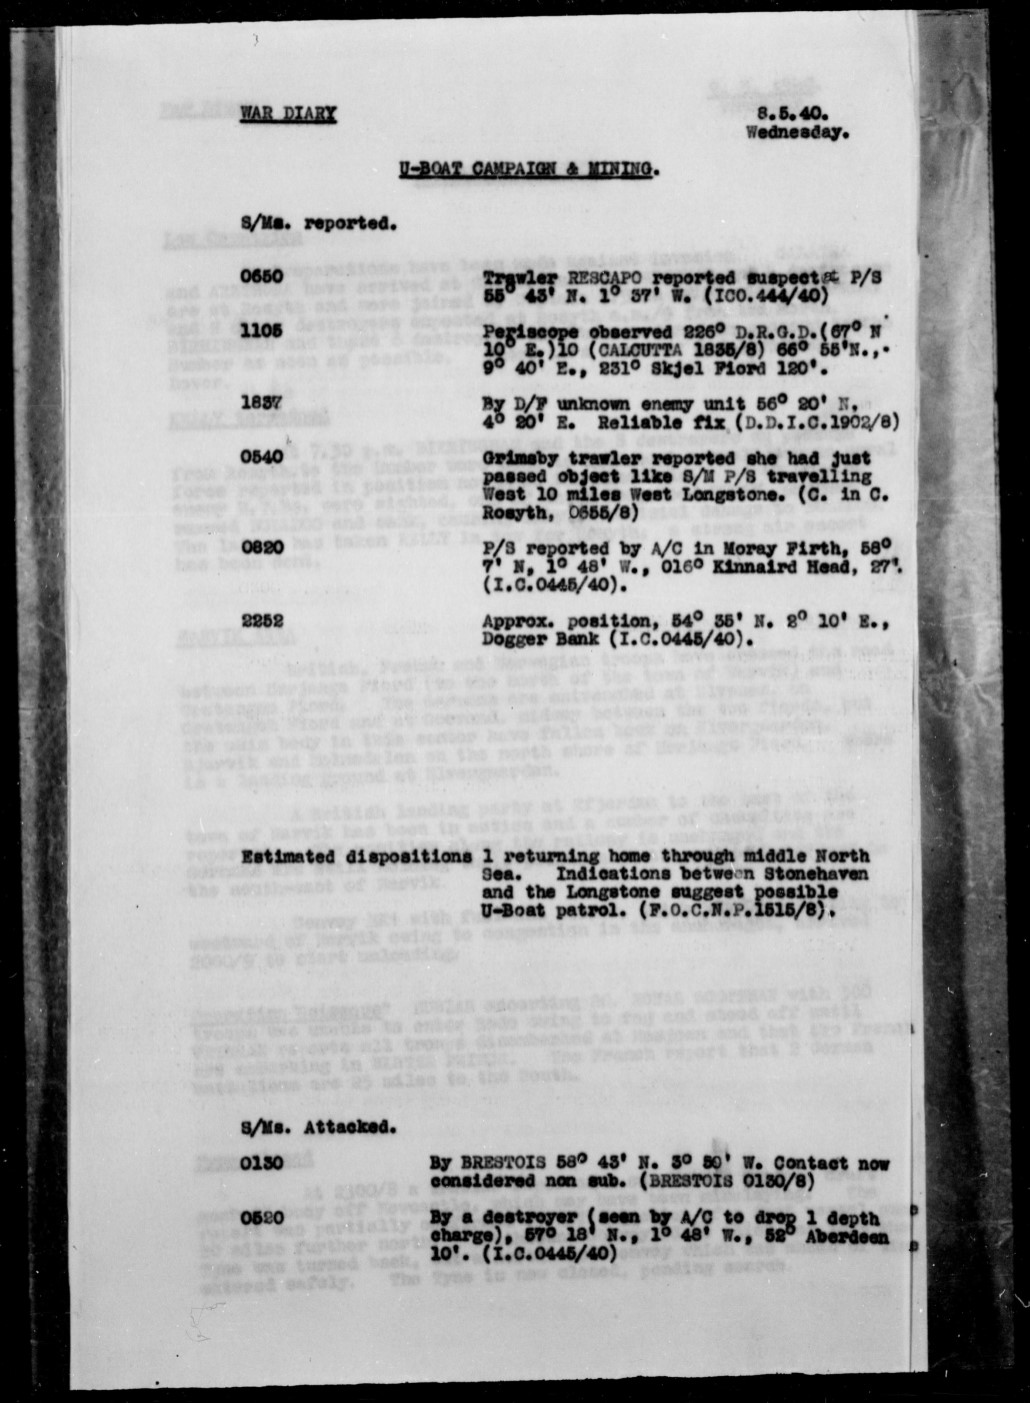 WAR DIARY
8.5.40.
Wednesday.
U-BOAT CAMPAIGN & MINING.
S/Ms. reported.
0650 Trawler RESCAPO reported suspect P/S
55° 43' N. 1° 37' W. (ICO.444/40)
1105 Periscope observed 226° D.R.G.D.(67° N
10° E.)10 (CALCUTTA 1835/8) 66° 55'N.,
9° 40' E., 231° Skjel Fiord 120'.
1837 By D/F unknown enemy unit 56° 20' N.
4° 20' E. Reliable fix (D.D.I.C.1902/8)
0540 Grimsby trawler reported she had just
passed object like S/M P/S travelling
West 10 miles West Longstone. (C. in C.
Rosyth, 0655/8)
0820 P/S reported by A/C in Moray Firth, 58°
7' N, 1° 48' W., 016° Kinnaird Head, 27'.
(I.C.0445/40).
2252 Approx. position, 54° 35' N. 2° 10' E.,
Dogger Bank (I.C.0445/40).
Estimated dispositions 1 returning home through middle North
Sea. Indications between Stonehaven
and the Longstone suggest possible
U-Boat patrol. (F.O.C.N.P.1515/8).
S/Ms. Attacked.
0130 By BRESTOIS 58° 43' N. 3° 50' W. Contact now
considered non sub. (BRESTOIS 0130/8)
0520 By a destroyer (seen by A/C to drop 1 depth
charge), 57° 18' N., 1° 48' W., 52° Aberdeen
10'. (I.C.0445/40)